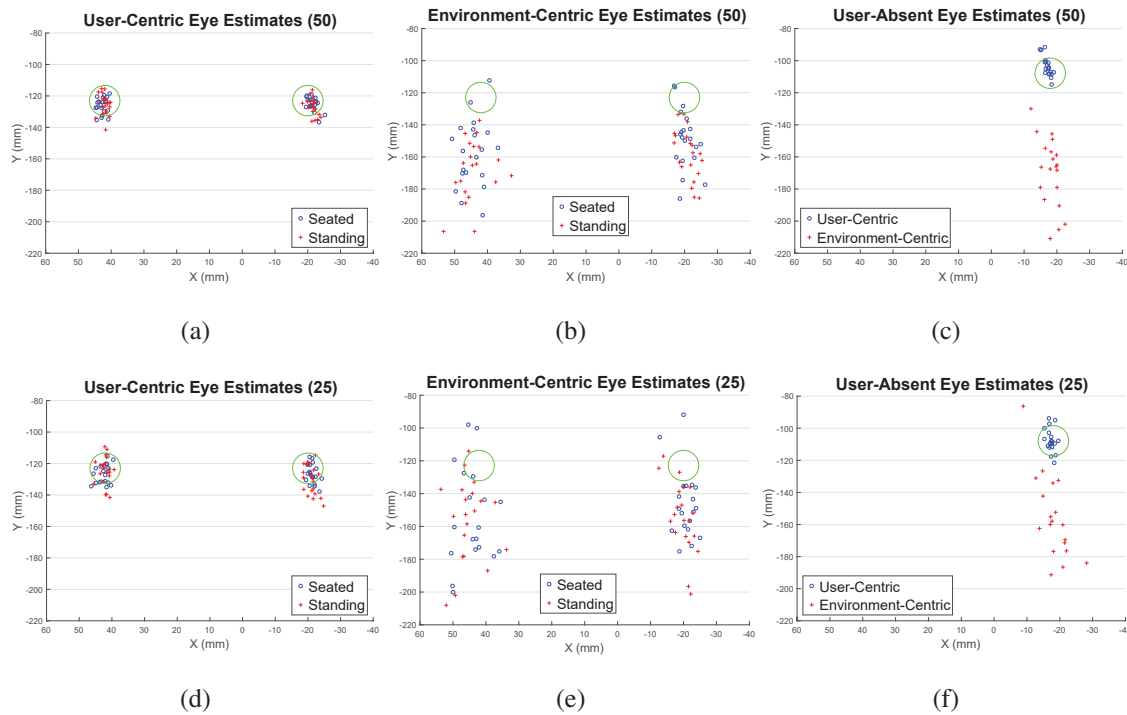 User-Centric Eye Estimates (50)
-80
-100
-120
-140
-160
-180
-200
-220
Y (mm)
60 50 40 30 20 10 0 -10 -20 -30 -40
X (mm)
Seated
Standing
(a)
Environment-Centric Eye Estimates (50)
-80
-100
-120
-140
-160
-180
-200
-220
Y (mm)
60 50 40 30 20 10 0 -10 -20 -30 -40
X (mm)
Seated
Standing
(b)
User-Absent Eye Estimates (50)
-80
-100
-120
-140
-160
-180
-200
-220
Y (mm)
60 50 40 30 20 10 0 -10 -20 -30 -40
X (mm)
User-Centric
Environment-Centric
(c)
User-Centric Eye Estimates (25)
-80
-100
-120
-140
-160
-180
-200
-220
Y (mm)
60 50 40 30 20 10 0 -10 -20 -30 -40
X (mm)
Seated
Standing
(d)
Environment-Centric Eye Estimates (25)
-80
-100
-120
-140
-160
-180
-200
-220
Y (mm)
60 50 40 30 20 10 0 -10 -20 -30 -40
X (mm)
Seated
Standing
(e)
User-Absent Eye Estimates (25)
-80
-100
-120
-140
-160
-180
-200
-220
Y (mm)
60 50 40 30 20 10 0 -10 -20 -30 -40
X (mm)
User-Centric
Environment-Centric
(f)